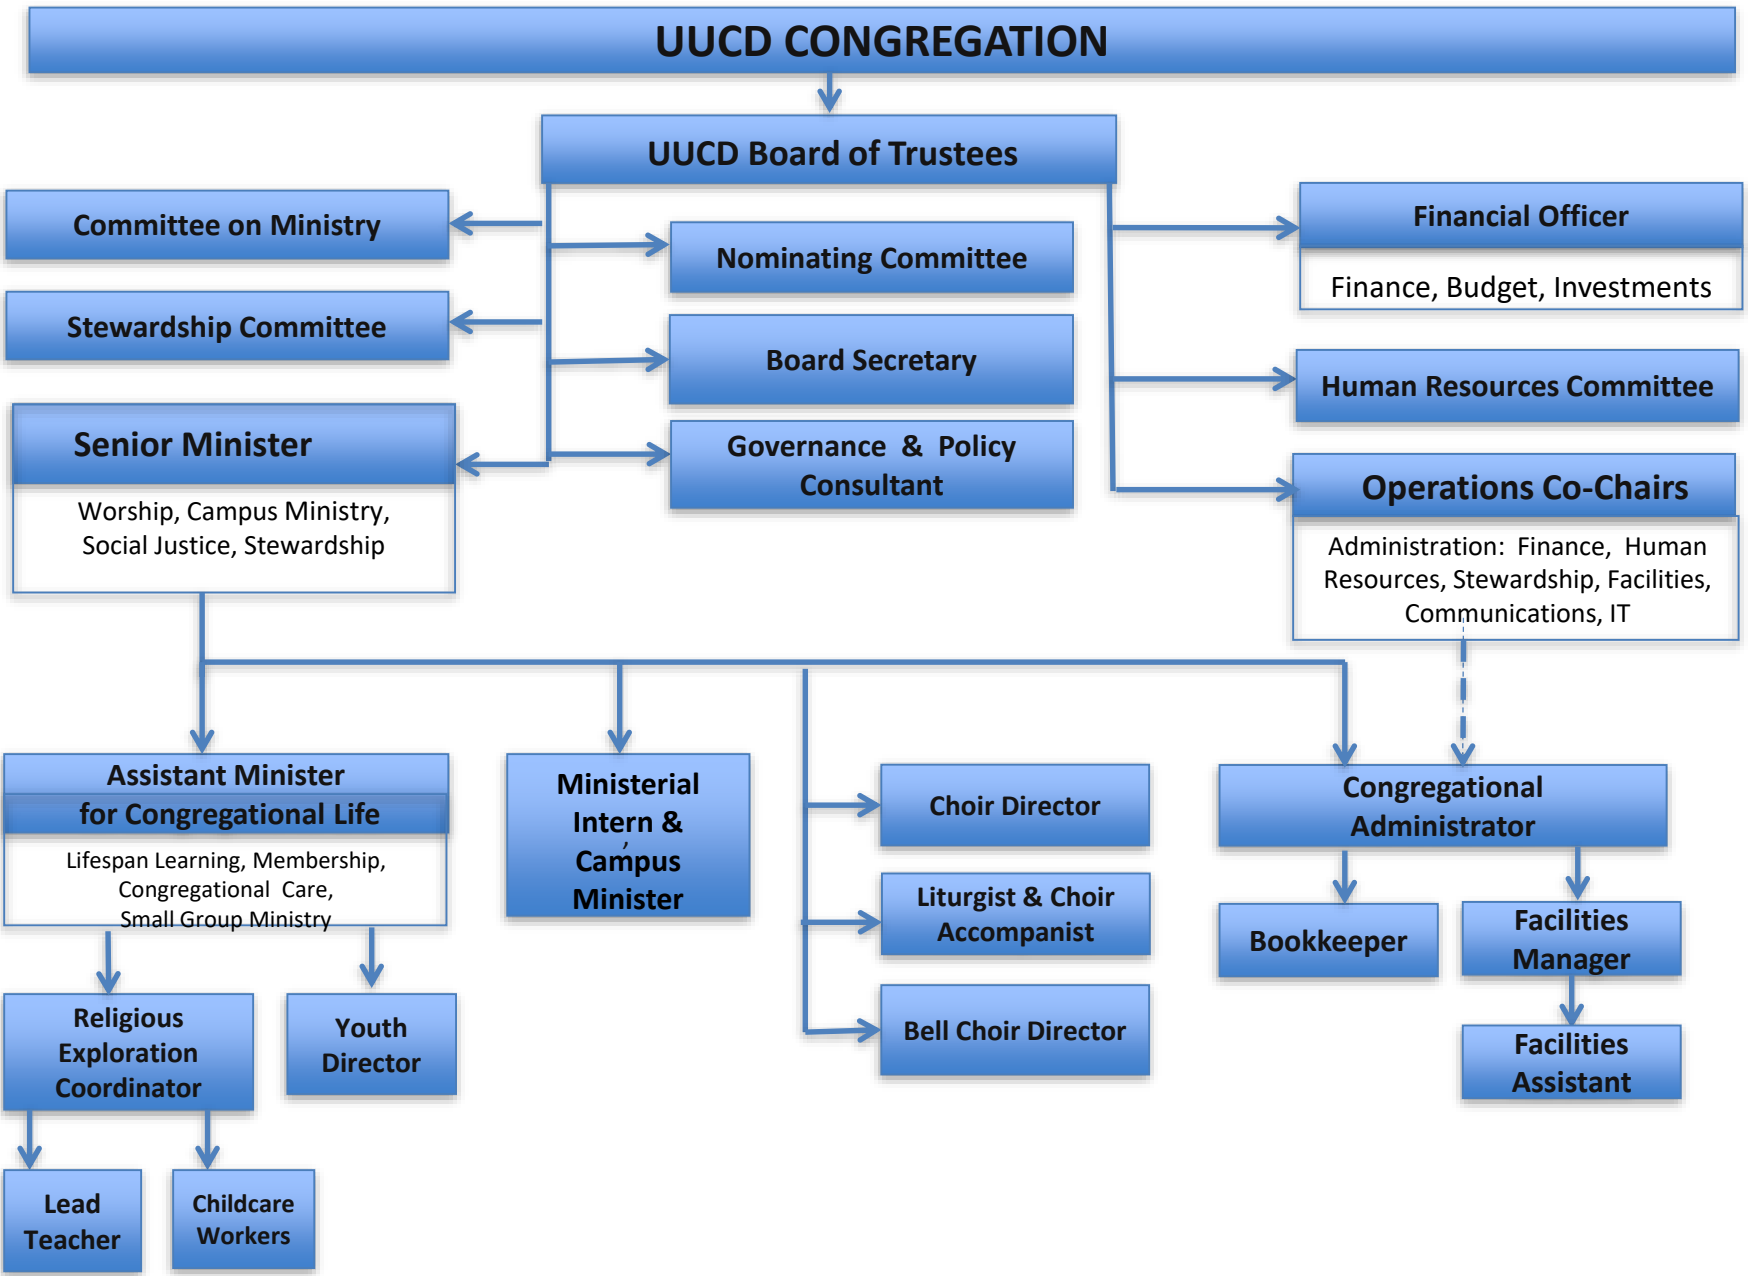 UUCD CONGREGATION
UUCD Board of Trustees
Committee on Ministry
Stewardship Committee
Senior Minister
Worship, Campus Ministry,
Social Justice, Stewardship
Nominating Committee
Board Secretary
Governance & Policy
Consultant
Financial Officer
Finance, Budget, Investments
Human Resources Committee
Operations Co-Chairs
Administration: Finance, Human
Resources, Stewardship, Facilities,
Communications, IT
Assistant Minister
for Congregational Life
Lifespan Learning, Membership,
Congregational Care,
Small Group Ministry
Religious
Exploration
Coordinator
Youth
Director
Lead
Teacher
Childcare
Workers
Ministerial
Intern &
,
Campus
Minister
Choir Director
Liturgist & Choir
Accompanist
Bell Choir Director
Congregational
Administrator
Bookkeeper
Facilities
Manager
Facilities
Assistant